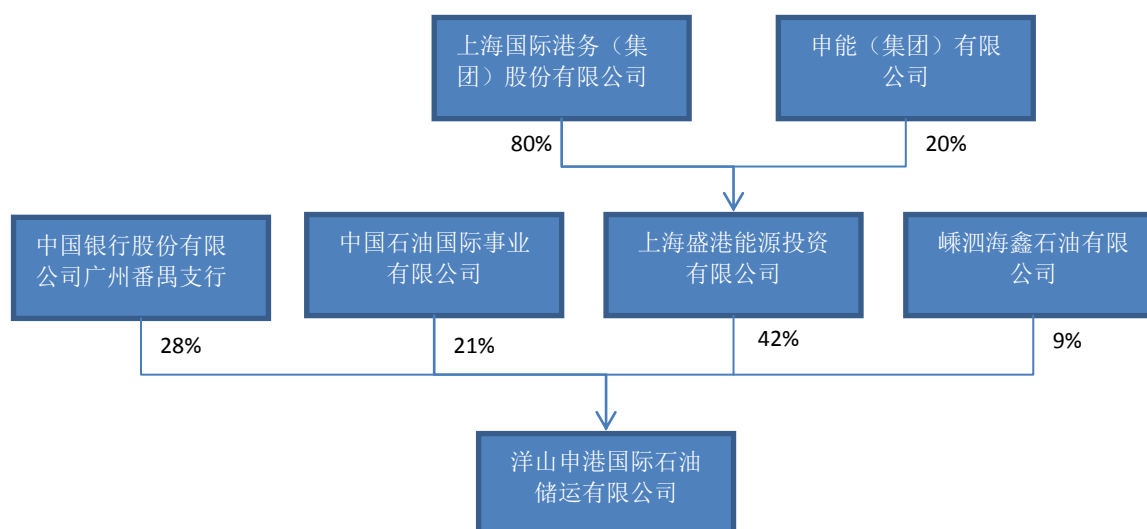 上海国际港务（集
团）股份有限公司
申能（集团）有限
公司
80%
20%
中国银行股份有限
公司广州番禺支行
中国石油国际事业
有限公司
上海盛港能源投资
有限公司
嵊泗海鑫石油有限
公司
28%
21%
42%
9%
洋山申港国际石油
储运有限公司